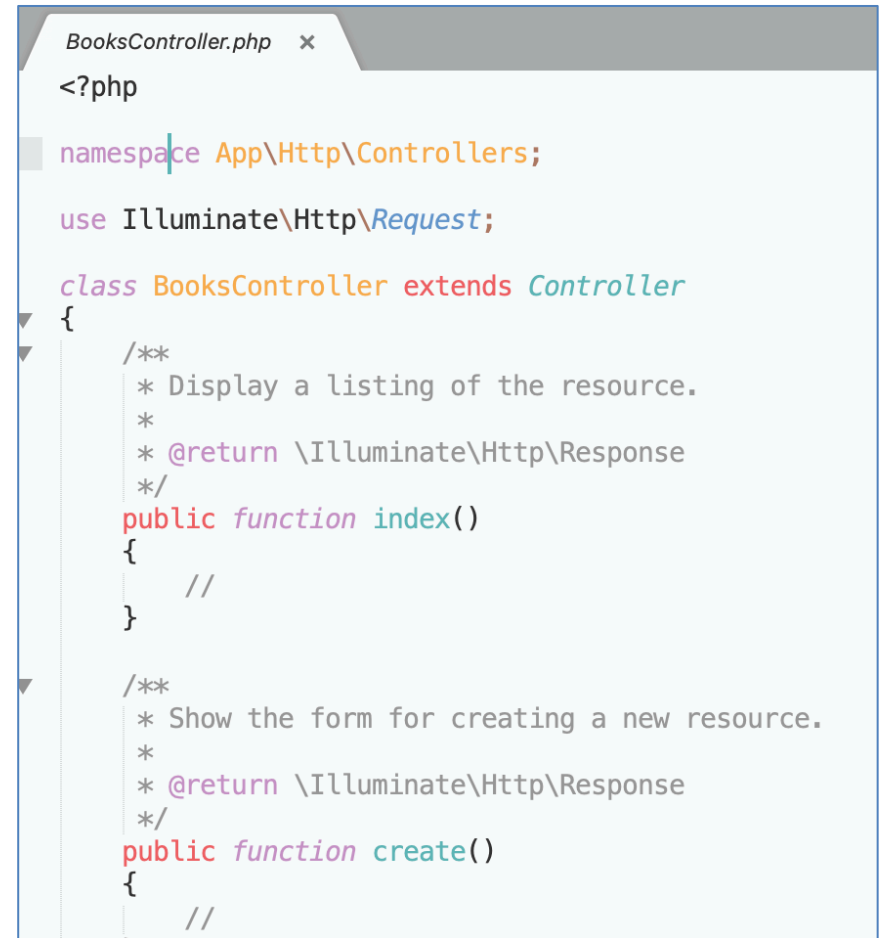 BooksController.php ×
<?php
namespace App\Http\Controllers;
use Illuminate\Http\Request;
class BooksController extends Controller
{
    /**
     * Display a listing of the resource.
     *
     * @return \Illuminate\Http\Response
     */
    public function index()
    {
        //
    }
    /**
     * Show the form for creating a new resource.
     *
     * @return \Illuminate\Http\Response
     */
    public function create()
    {
        //